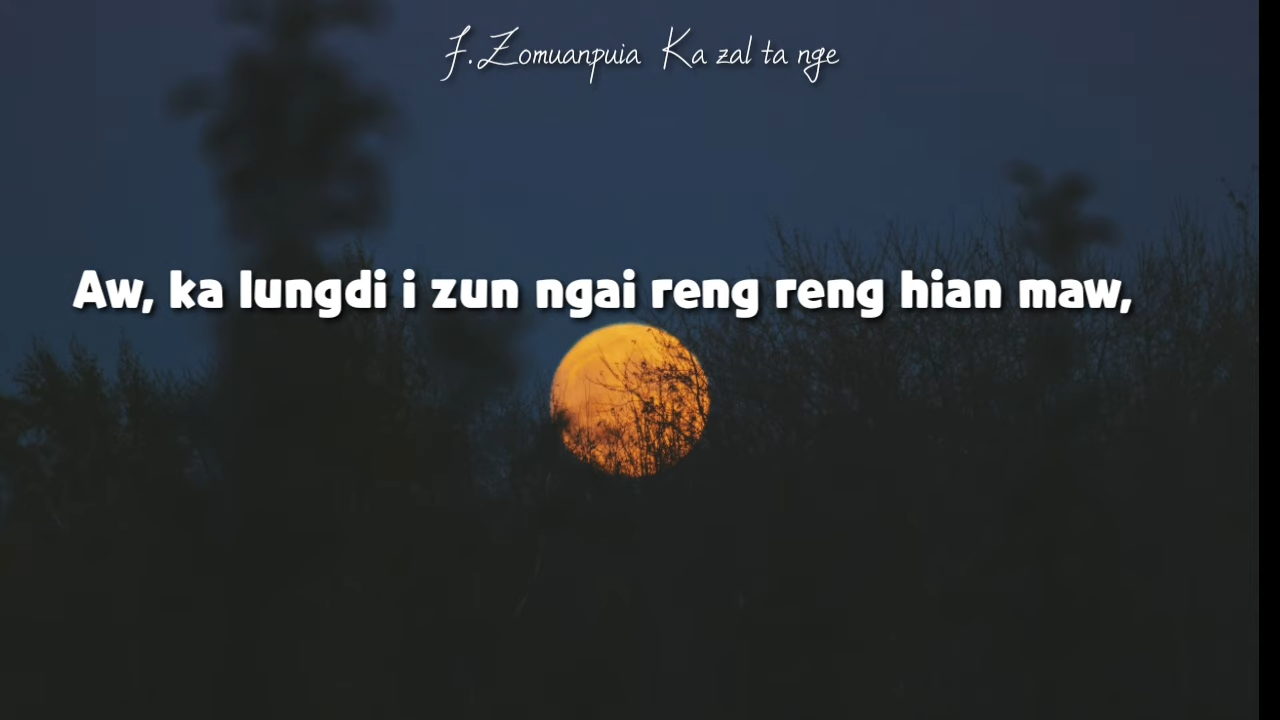 F.Zomuanpuia Ka zal ta nge
Aw, ka lungdi i zun ngai reng reng hian maw,